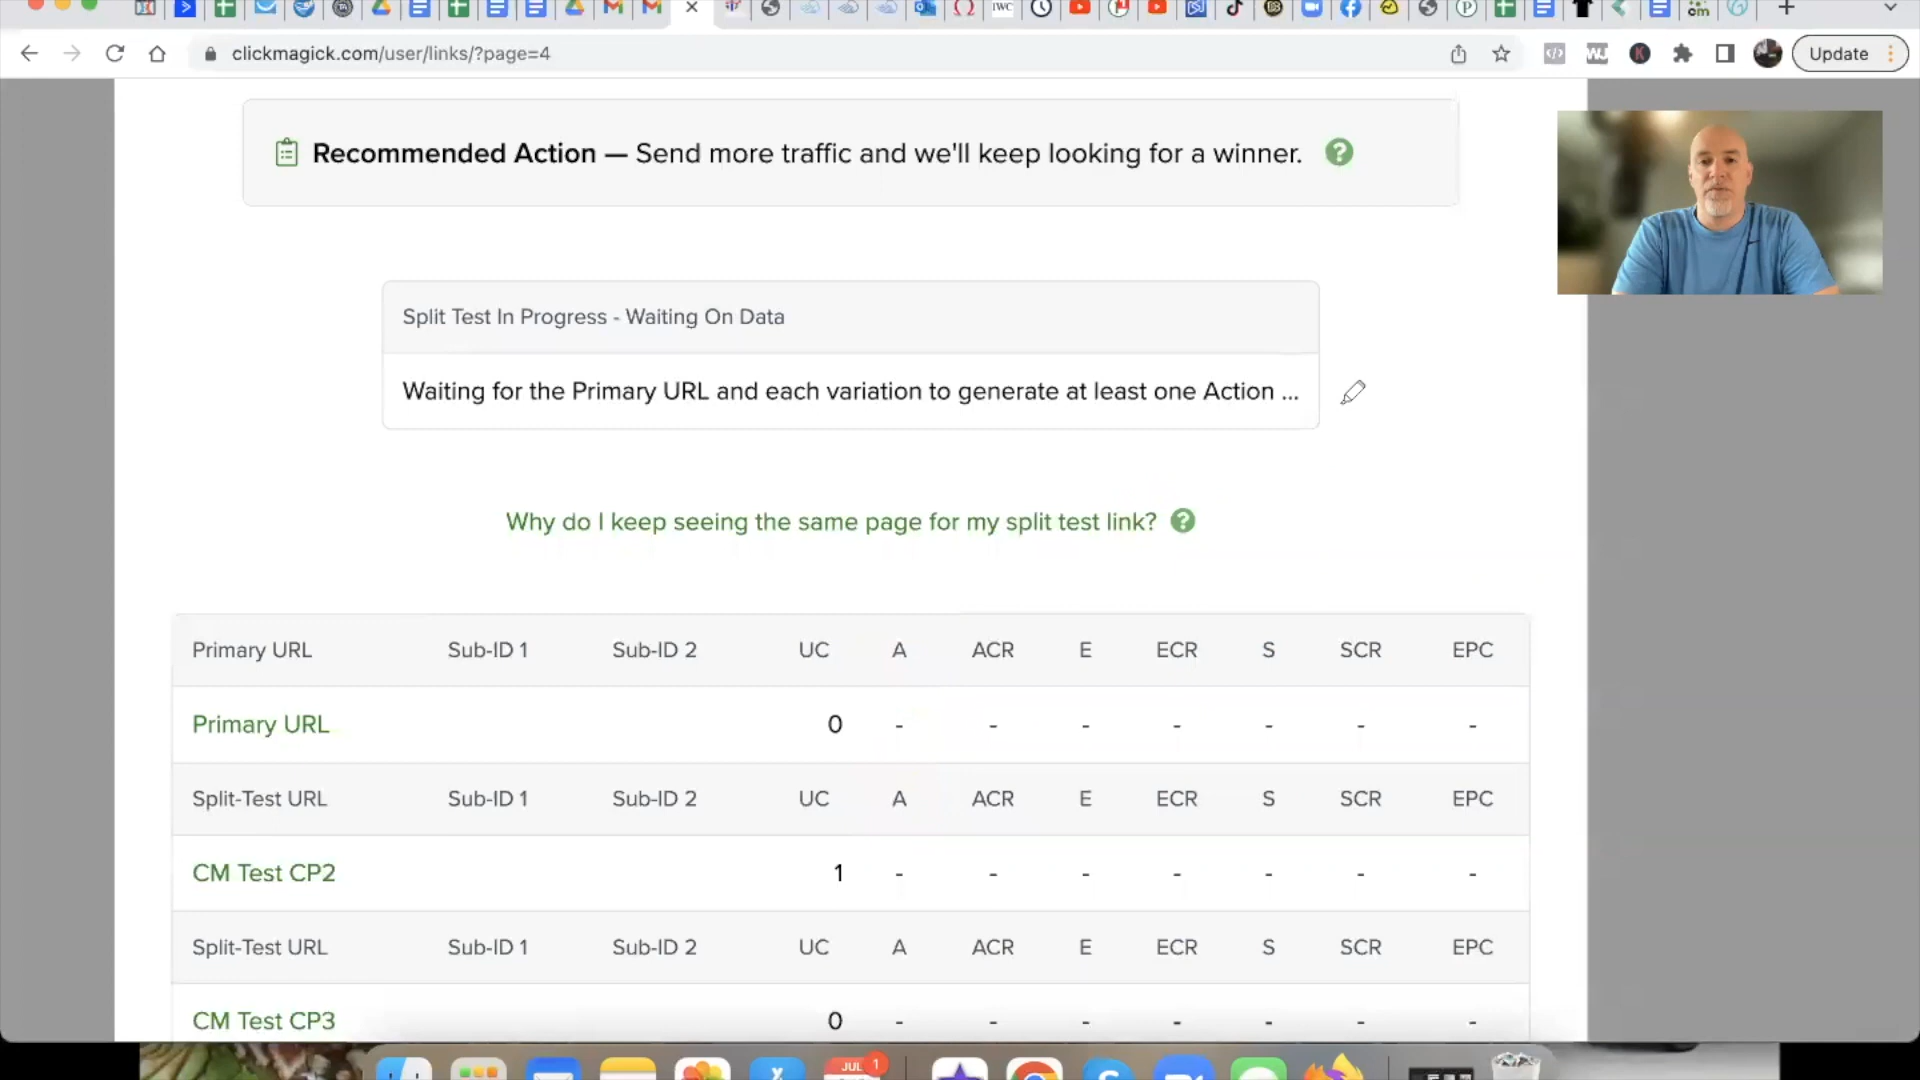 clickmagick.com/user/links/?page=4
Update
Recommended Action — Send more traffic and we'll keep looking for a winner.
Split Test In Progress - Waiting On Data
Waiting for the Primary URL and each variation to generate at least one Action ...
Why do I keep seeing the same page for my split test link?
Primary URL Sub-ID 1 Sub-ID 2 UC A ACR E ECR S SCR EPC
Primary URL 0 - - - - - - -
Split-Test URL Sub-ID 1 Sub-ID 2 UC A ACR E ECR S SCR EPC
CM Test CP2 1 - - - - - - -
Split-Test URL Sub-ID 1 Sub-ID 2 UC A ACR E ECR S SCR EPC
CM Test CP3 0 - - - - - - -
JUL 1